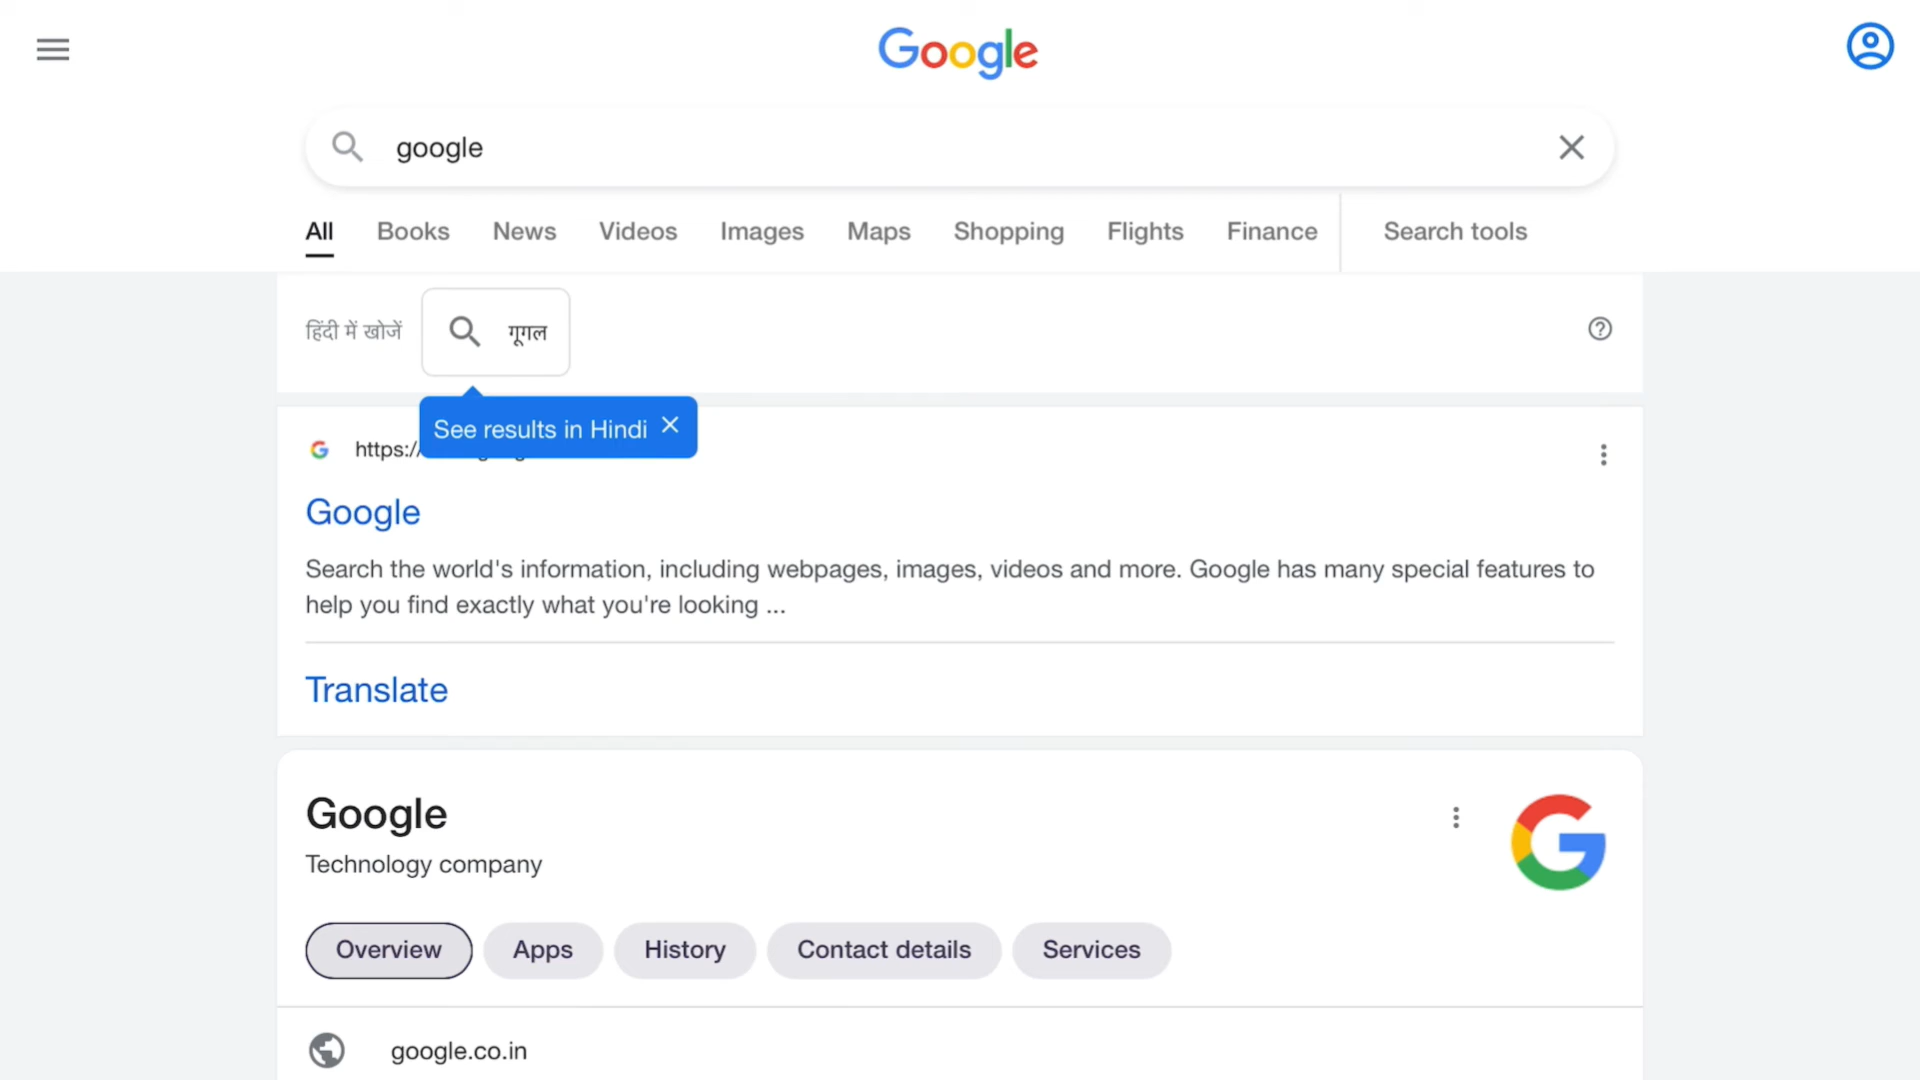 Google
google
All Books News Videos Images Maps Shopping Flights Finance Search tools
हिंदी में खोजें गूगल
See results in Hindi
https://
Google
Search the world's information, including webpages, images, videos and more. Google has many special features to
help you find exactly what you're looking ...
Translate
Google
Technology company
Overview Apps History Contact details Services
google.co.in